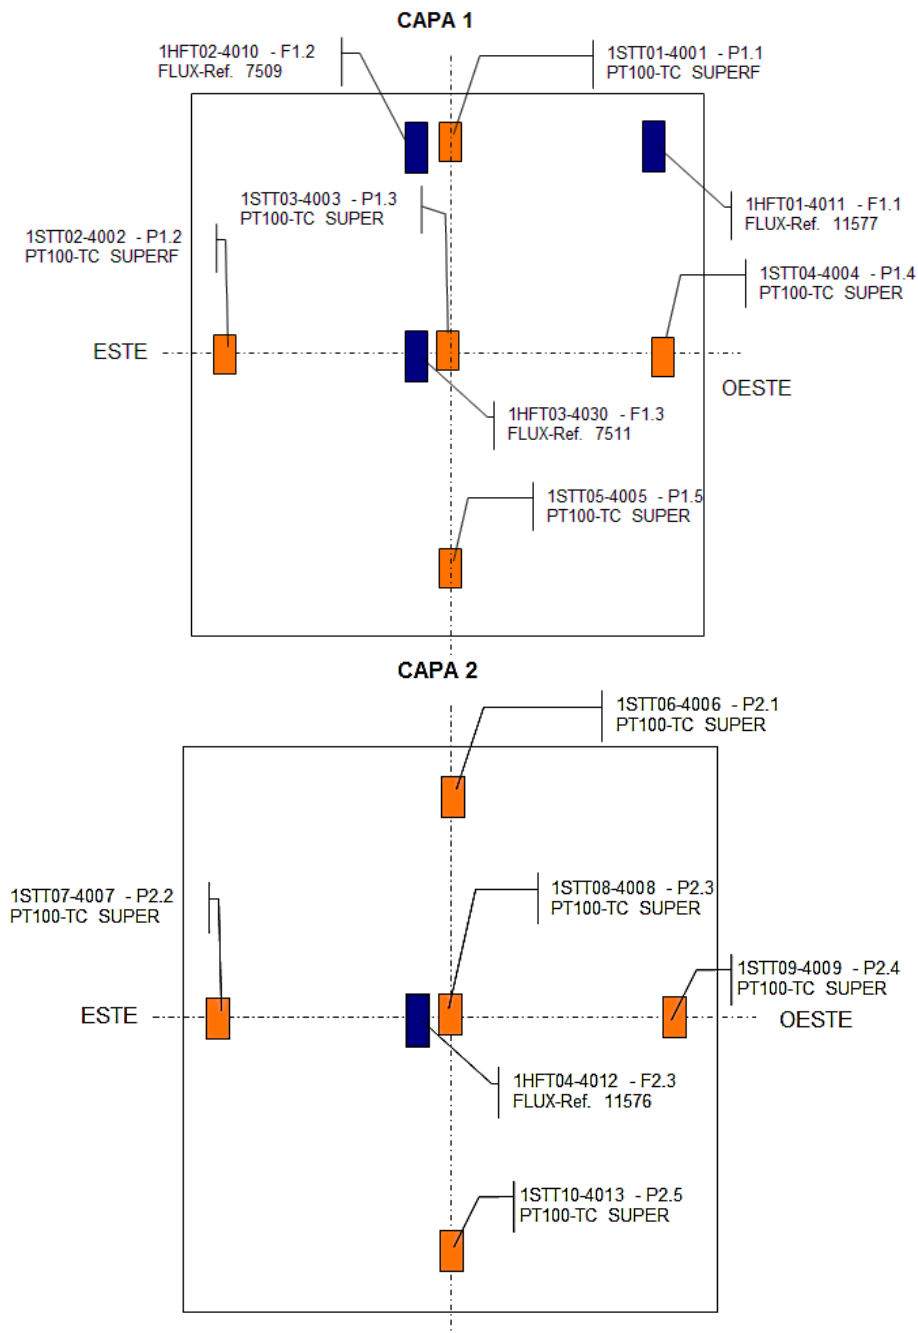 CAPA 1
1HFT02-4010 - F1.2
FLUX-Ref. 7509
1STT01-4001 - P1.1
PT100-TC SUPERF
1STT03-4003 - P1.3
PT100-TC SUPER
1HFT01-4011 - F1.1
FLUX-Ref. 11577
1STT02-4002 - P1.2
PT100-TC SUPERF
1STT04-4004 - P1.4
PT100-TC SUPER
ESTE
OESTE
1HFT03-4030 - F1.3
FLUX-Ref. 7511
1STT05-4005 - P1.5
PT100-TC SUPER
CAPA 2
1STT06-4006 - P2.1
PT100-TC SUPER
1STT07-4007 - P2.2
PT100-TC SUPER
1STT08-4008 - P2.3
PT100-TC SUPER
1STT09-4009 - P2.4
PT100-TC SUPER
ESTE
OESTE
1HFT04-4012 - F2.3
FLUX-Ref. 11576
1STT10-4013 - P2.5
PT100-TC SUPER